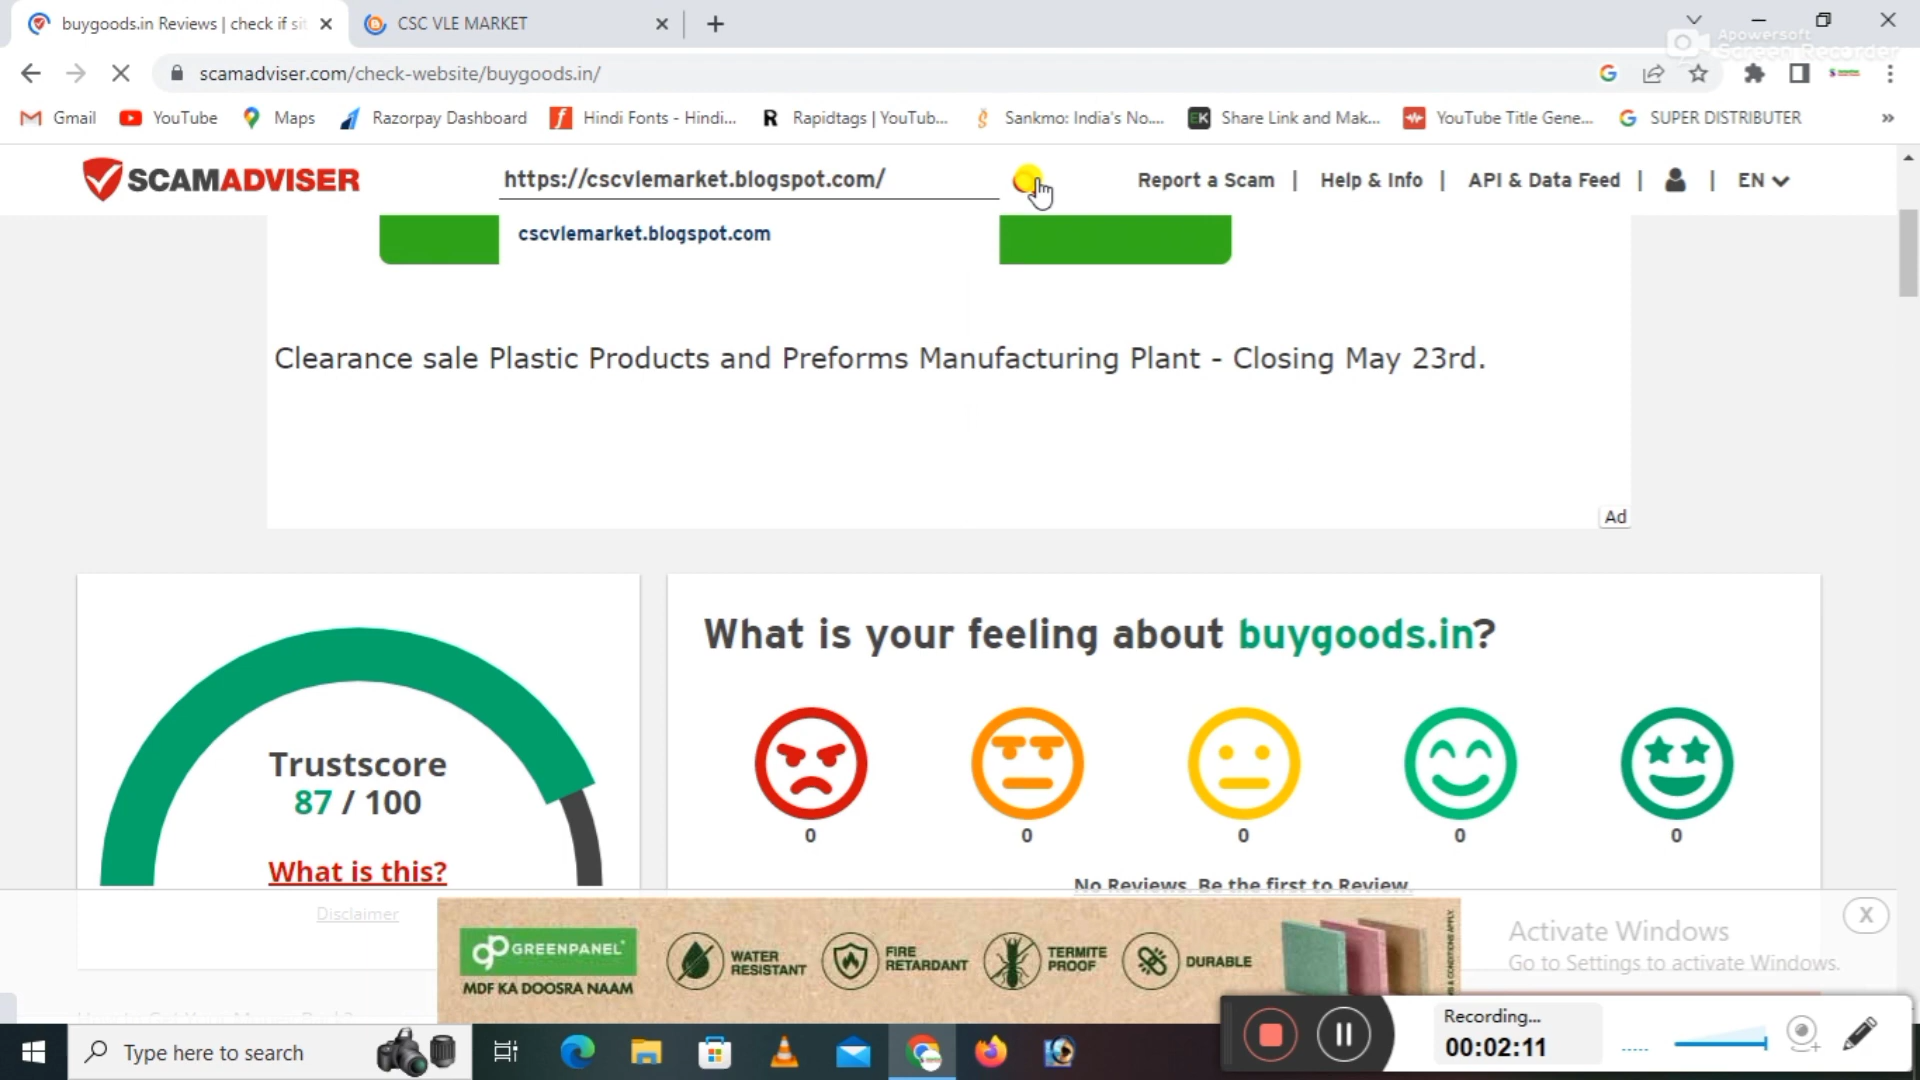 buygoods.in Reviews | check if si
CSC VLE MARKET
Apowersoft
Screen Recorder
scamadviser.com/check-website/buygoods.in/
Gmail
YouTube
Maps
Razorpay Dashboard
Hindi Fonts - Hindi...
Rapidtags | YouTub...
Sankmo: India's No....
Share Link and Mak...
YouTube Title Gene...
SUPER DISTRIBUTER
SCAMADVISER
https://cscvlemarket.blogspot.com/
Report a Scam | Help & Info | API & Data Feed | | EN
cscvlemarket.blogspot.com
Clearance sale Plastic Products and Preforms Manufacturing Plant - Closing May 23rd.
Ad
What is your feeling about buygoods.in?
Trustscore
87 / 100
What is this?
0 0 0 0 0
No Reviews. Be the first to Review.
Disclaimer
GREENPANEL
MDF KA DOOSRA NAAM
WATER RESISTANT
FIRE RETARDANT
TERMITE PROOF
DURABLE
X
Activate Windows
Go to Settings to activate Windows.
Recording...
00:02:11
Type here to search